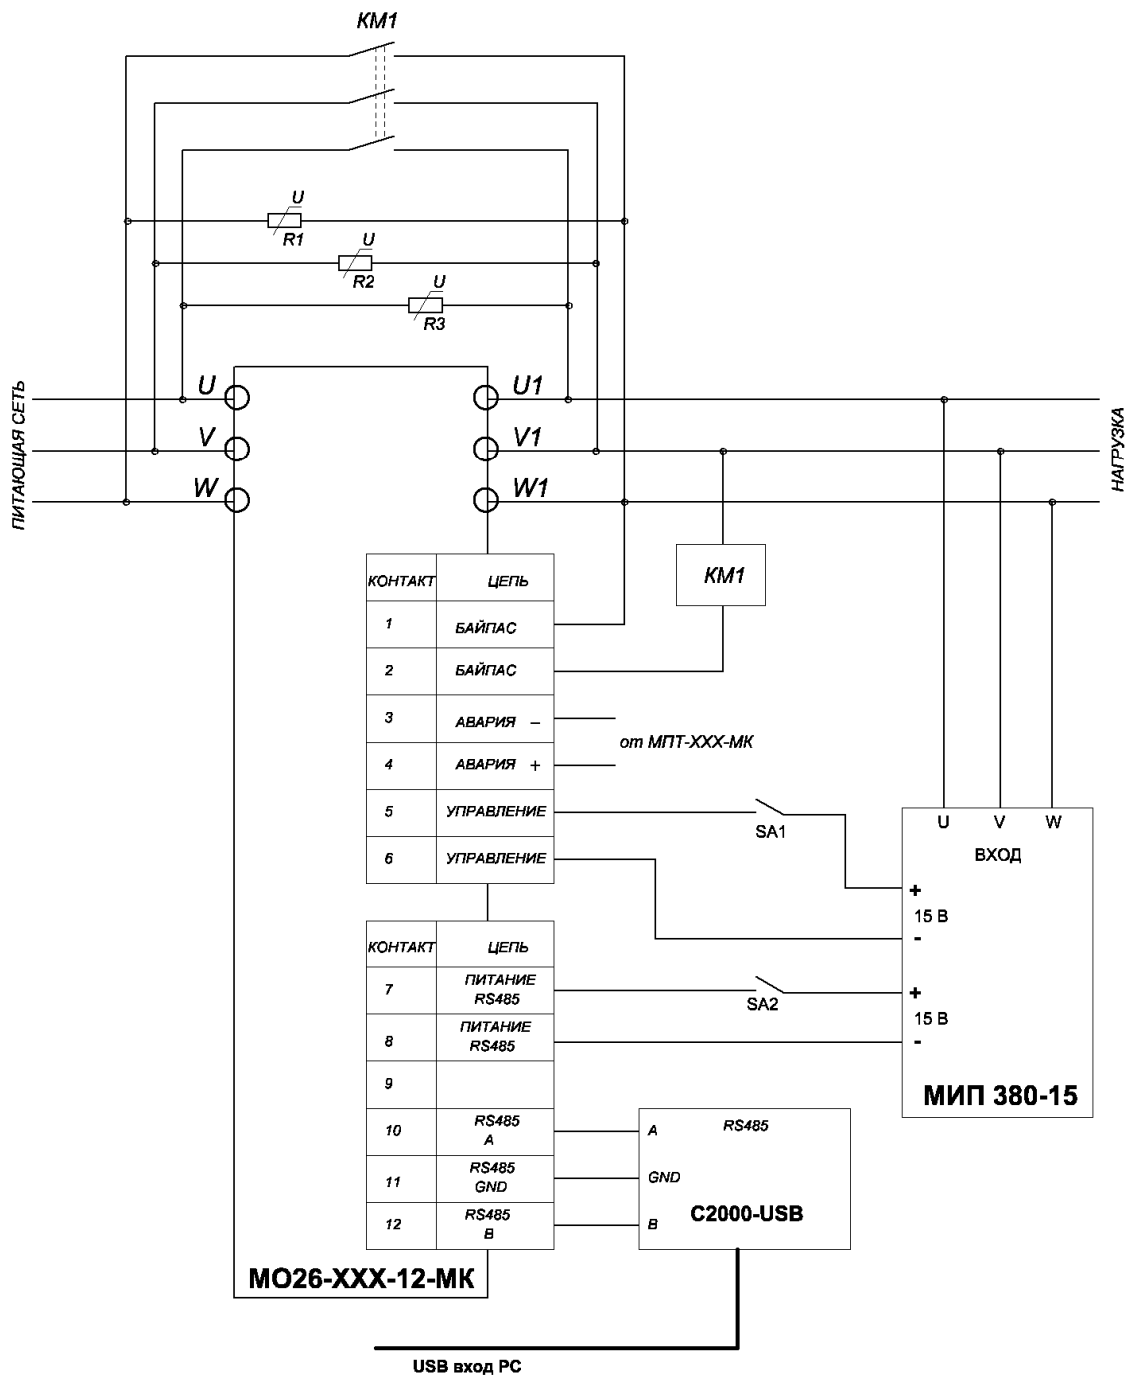 КМ1
U
R1
U
R2
U
R3
ПИТАЮЩАЯ СЕТЬ
U
V
W
U1
V1
W1
НАГРУЗКА
КМ1
КОНТАКТ ЦЕПЬ
1 БАЙПАС
2 БАЙПАС
3 АВАРИЯ –
4 АВАРИЯ +
от МПТ-ХХХ-МК
5 УПРАВЛЕНИЕ
6 УПРАВЛЕНИЕ
SA1
U V W
ВХОД
+
15 В
-
+
15 В
-
МИП 380-15
SA2
КОНТАКТ ЦЕПЬ
7 ПИТАНИЕ
RS485
8 ПИТАНИЕ
RS485
9
10 RS485
A
11 RS485
GND
12 RS485
B
A RS485
GND
С2000-USB
B
МО26-ХХХ-12-МК
USB вход PC